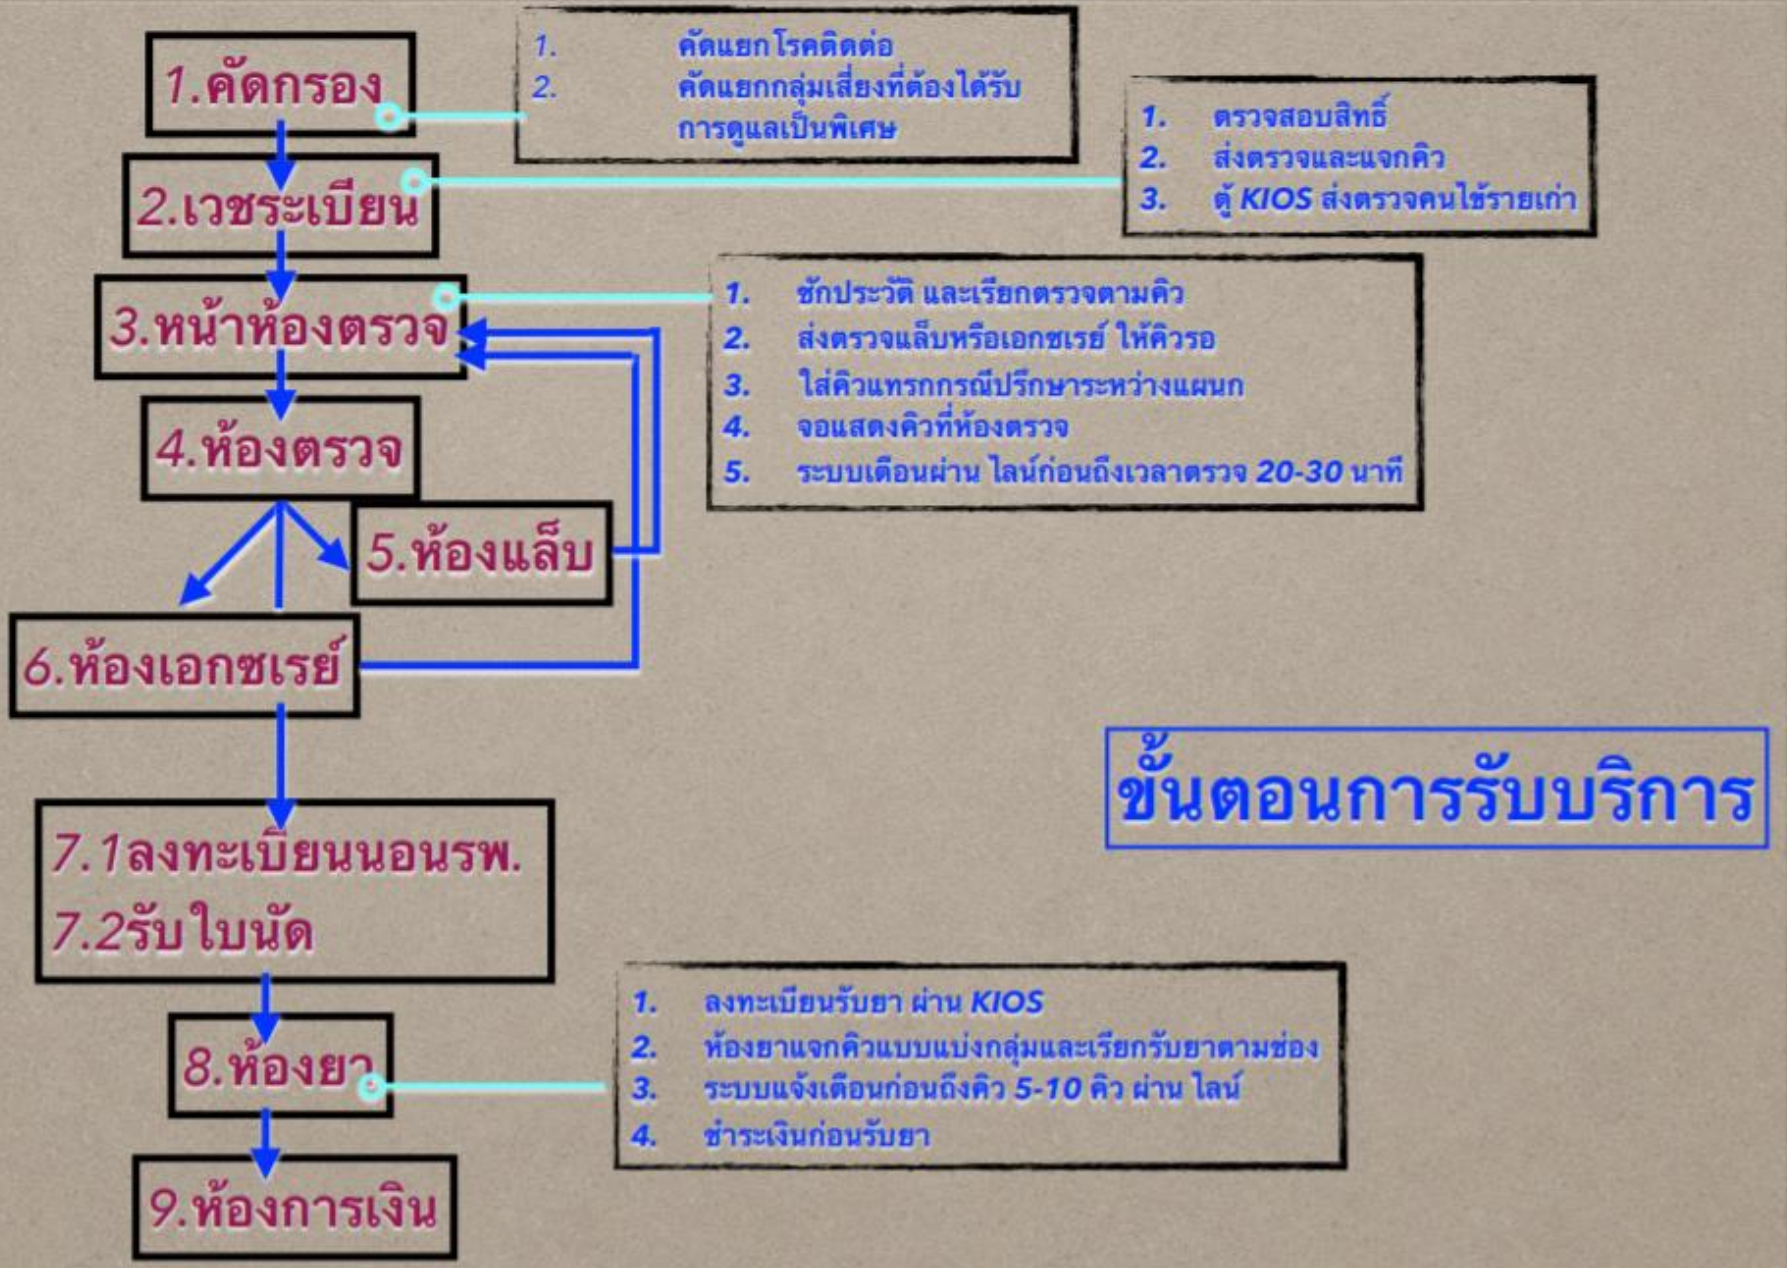 1.คัดกรอง
1. คัดแยกโรคติดต่อ
2. คัดแยกกลุ่มเสี่ยงที่ต้องได้รับ
การดูแลเป็นพิเศษ
2.เวชระเบียน
1. ตรวจสอบสิทธิ์
2. ส่งตรวจและแจกคิว
3. ตู้ KIOS ส่งตรวจคนไข้รายเก่า
3.หน้าห้องตรวจ
1. ซักประวัติ และเรียกตรวจตามคิว
2. ส่งตรวจแล็บหรือเอกซเรย์ ให้คิวรอ
3. ใส่คิวแทรกกรณีปรึกษาระหว่างแผนก
4. จอแสดงคิวที่ห้องตรวจ
5. ระบบเตือนผ่าน ไลน์ก่อนถึงเวลาตรวจ 20-30 นาที
4.ห้องตรวจ
5.ห้องแล็บ
6.ห้องเอกซเรย์
ขั้นตอนการรับบริการ
7.1ลงทะเบียนนอนรพ.
7.2รับใบนัด
8.ห้องยา
1. ลงทะเบียนรับยา ผ่าน KIOS
2. ห้องยาแจกคิวแบบแบ่งกลุ่มและเรียกรับยาตามช่อง
3. ระบบแจ้งเตือนก่อนถึงคิว 5-10 คิว ผ่าน ไลน์
4. ชำระเงินก่อนรับยา
9.ห้องการเงิน